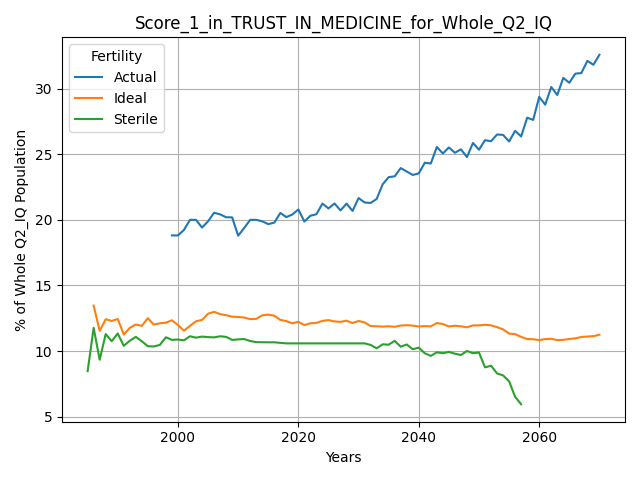 Score_1_in_TRUST_IN_MEDICINE_for_Whole_Q2_IQ
Fertility
Actual
Ideal
Sterile
% of Whole Q2_IQ Population
30
25
20
15
10
5
2000
2020
2040
2060
Years